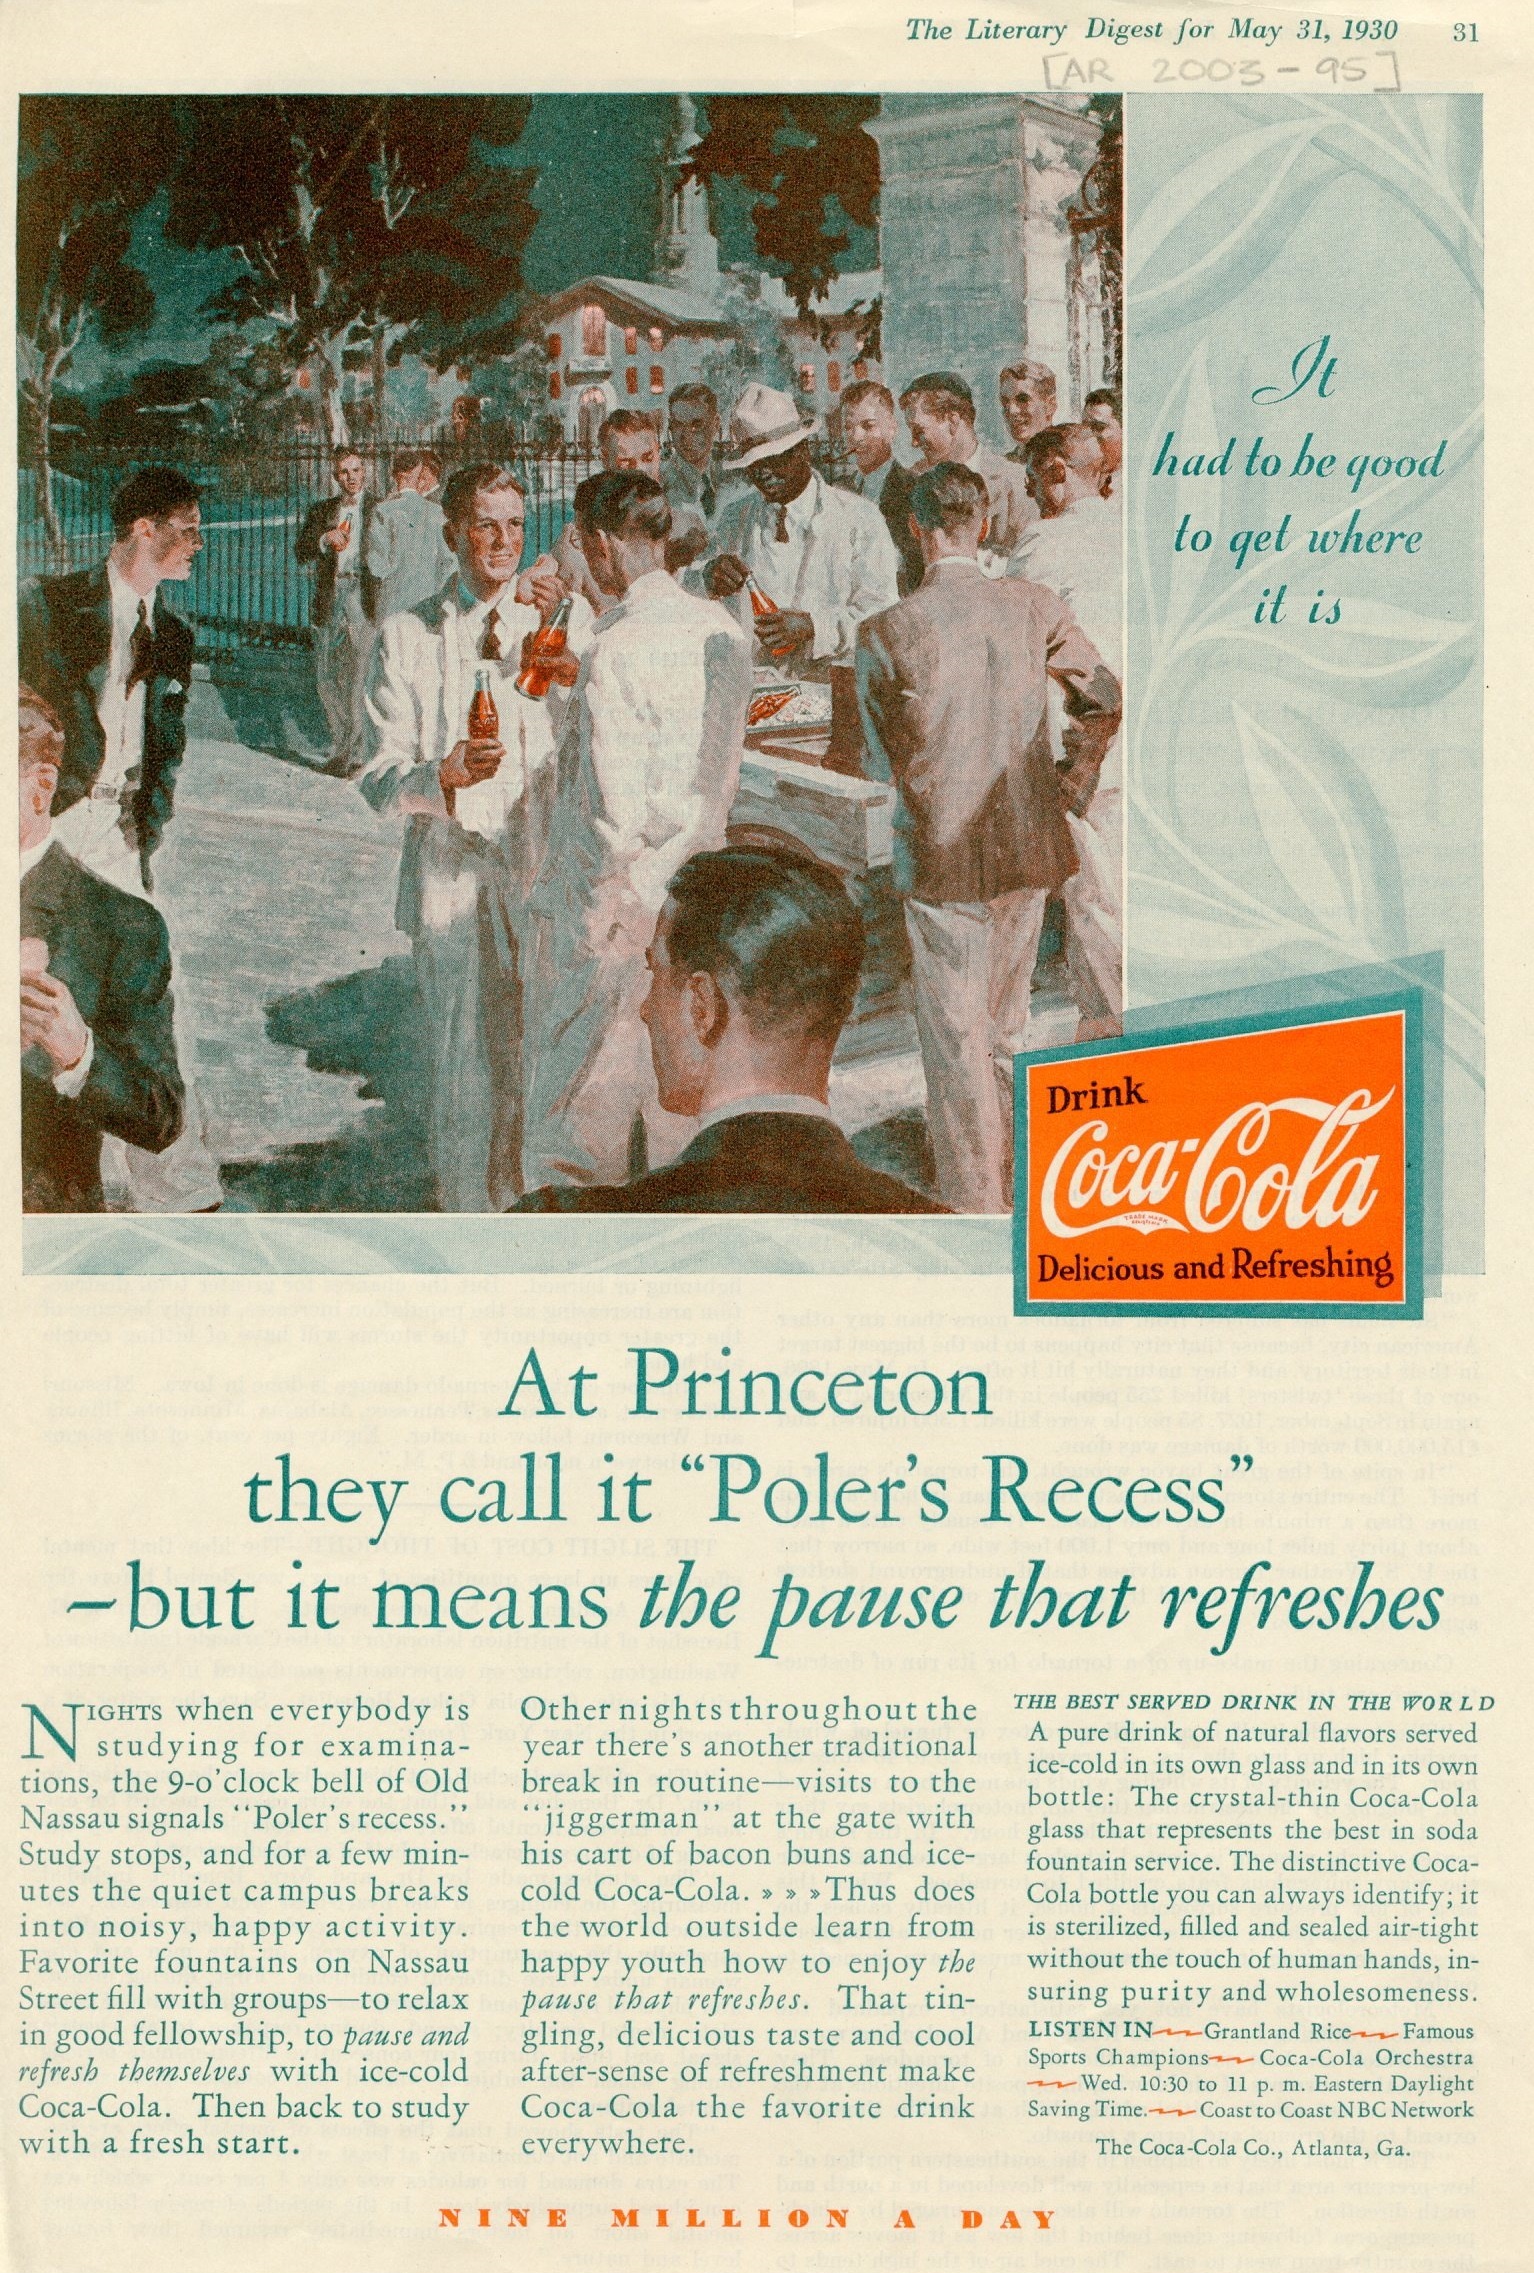 The Literary Digest for May 31, 1930 31
[AR 2003-95]
It
had to be good
to get where
it is
Drink
Coca-Cola
TRADE MARK
Delicious and Refreshing
At Princeton
they call it “Poler's Recess”
—but it means the pause that refreshes
NIGHTS when everybody is
studying for examina-
tions, the 9-o'clock bell of Old
Nassau signals “Poler's recess.”
Study stops, and for a few min-
utes the quiet campus breaks
into noisy, happy activity.
Favorite fountains on Nassau
Street fill with groups—to relax
in good fellowship, to pause and
refresh themselves with ice-cold
Coca-Cola. Then back to study
with a fresh start.
Other nights throughout the
year there's another traditional
break in routine—visits to the
“jiggerman” at the gate with
his cart of bacon buns and ice-
cold Coca-Cola. » » »Thus does
the world outside learn from
happy youth how to enjoy the
pause that refreshes. That tin-
gling, delicious taste and cool
after-sense of refreshment make
Coca-Cola the favorite drink
everywhere.
THE BEST SERVED DRINK IN THE WORLD
A pure drink of natural flavors served
ice-cold in its own glass and in its own
bottle: The crystal-thin Coca-Cola
glass that represents the best in soda
fountain service. The distinctive Coca-
Cola bottle you can always identify; it
is sterilized, filled and sealed air-tight
without the touch of human hands, in-
suring purity and wholesomeness.
LISTEN IN—Grantland Rice—Famous
Sports Champions—Coca-Cola Orchestra
—Wed. 10:30 to 11 p. m. Eastern Daylight
Saving Time.—Coast to Coast NBC Network
The Coca-Cola Co., Atlanta, Ga.
NINE MILLION A DAY